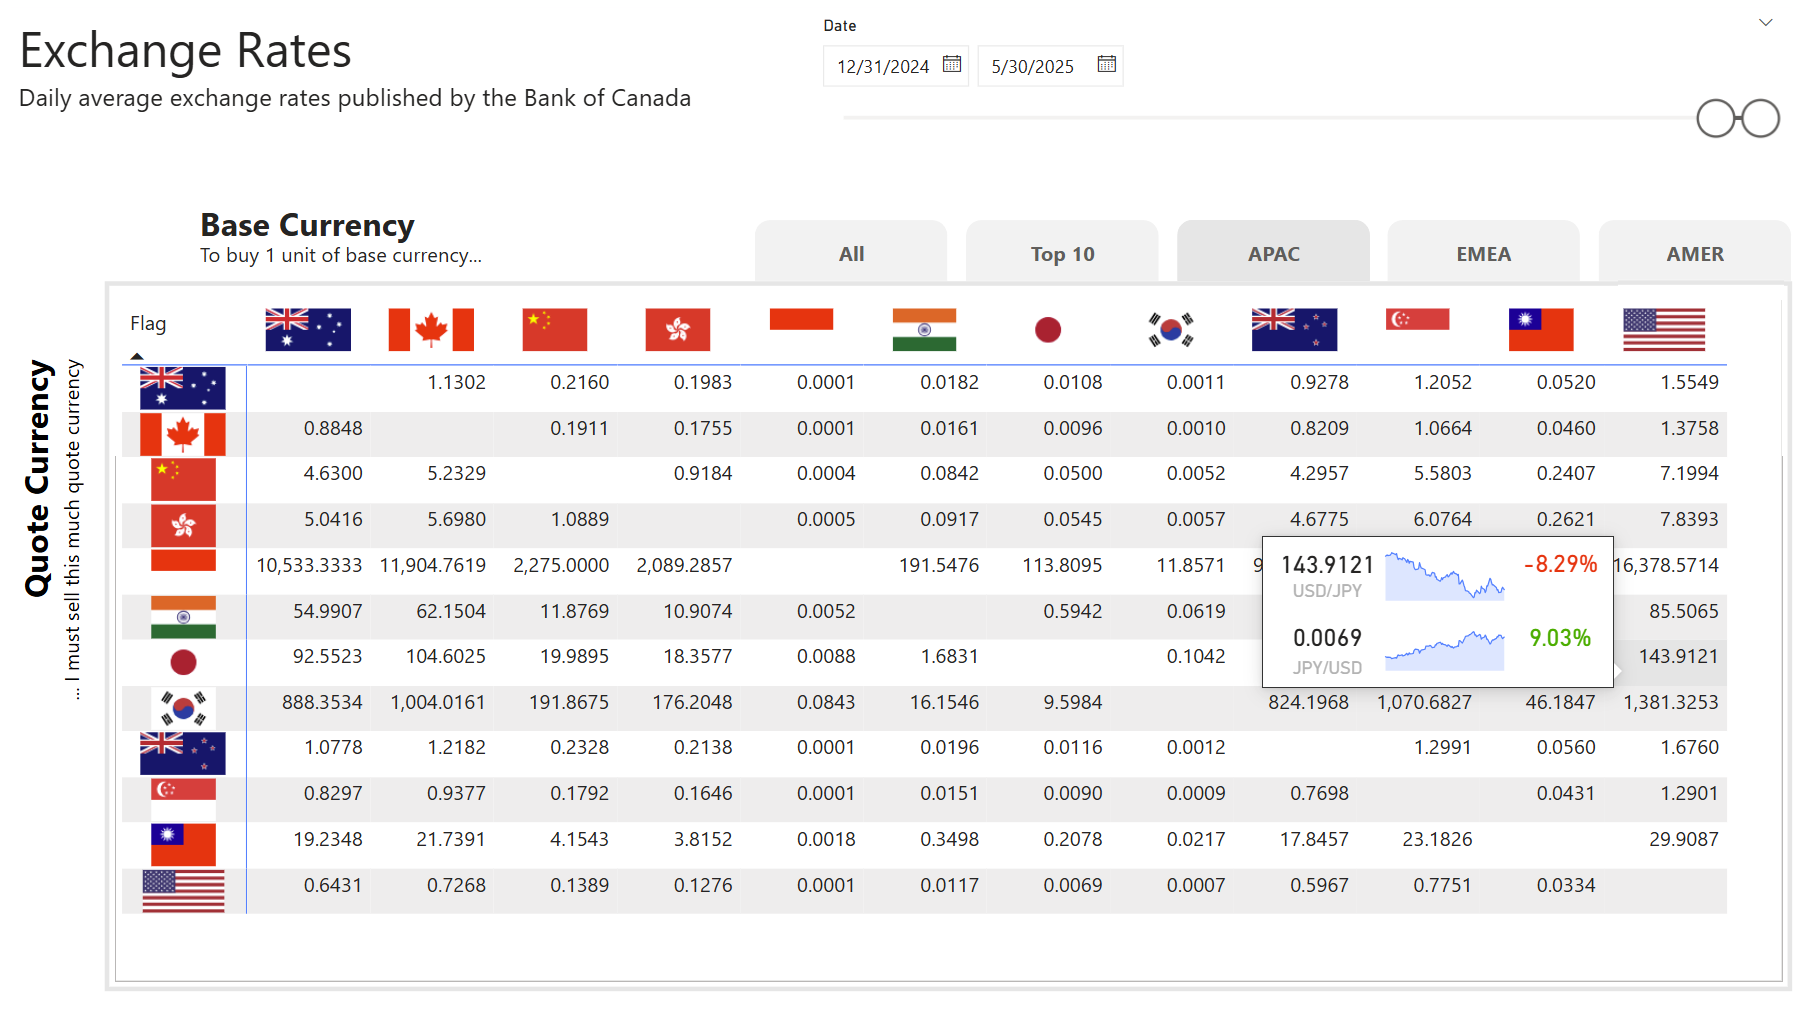 Exchange Rates
Daily average exchange rates published by the Bank of Canada
Date
12/31/2024 5/30/2025
Base Currency
To buy 1 unit of base currency...
All Top 10 APAC EMEA AMER
Quote Currency
... I must sell this much quote currency
Flag
1.1302 0.2160 0.1983 0.0001 0.0182 0.0108 0.0011 0.9278 1.2052 0.0520 1.5549
0.8848 0.1911 0.1755 0.0001 0.0161 0.0096 0.0010 0.8209 1.0664 0.0460 1.3758
4.6300 5.2329 0.9184 0.0004 0.0842 0.0500 0.0052 4.2957 5.5803 0.2407 7.1994
5.0416 5.6980 1.0889 0.0005 0.0917 0.0545 0.0057 4.6775 6.0764 0.2621 7.8393
10,533.3333 11,904.7619 2,275.0000 2,089.2857 191.5476 113.8095 11.8571 16,378.5714
54.9907 62.1504 11.8769 10.9074 0.0052 0.5942 0.0619 85.5065
92.5523 104.6025 19.9895 18.3577 0.0088 1.6831 0.1042 143.9121
888.3534 1,004.0161 191.8675 176.2048 0.0843 16.1546 9.5984 824.1968 1,070.6827 46.1847 1,381.3253
1.0778 1.2182 0.2328 0.2138 0.0001 0.0196 0.0116 0.0012 1.2991 0.0560 1.6760
0.8297 0.9377 0.1792 0.1646 0.0001 0.0151 0.0090 0.0009 0.7698 0.0431 1.2901
19.2348 21.7391 4.1543 3.8152 0.0018 0.3498 0.2078 0.0217 17.8457 23.1826 29.9087
0.6431 0.7268 0.1389 0.1276 0.0001 0.0117 0.0069 0.0007 0.5967 0.7751 0.0334
143.9121 -8.29%
USD/JPY
0.0069 9.03%
JPY/USD